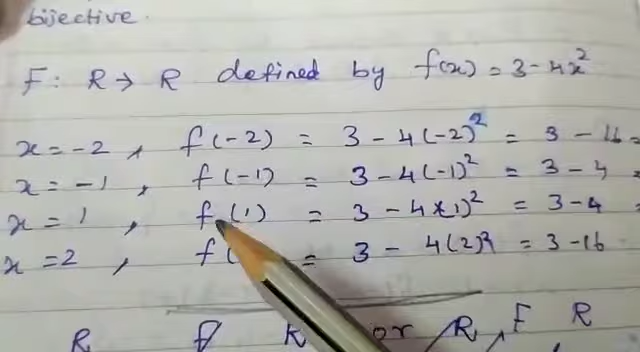 bijective.
F: R → R defined by f(x) = 3 - 4x²
x = -2 , f(-2) = 3 - 4(-2)² = 3 - 16 =
x = -1 , f(-1) = 3 - 4(-1)² = 3 - 4 =
x = 1 , f(1) = 3 - 4(1)² = 3 - 4 =
x = 2 , f( = 3 - 4(2)² = 3 - 16
R f R or R F R